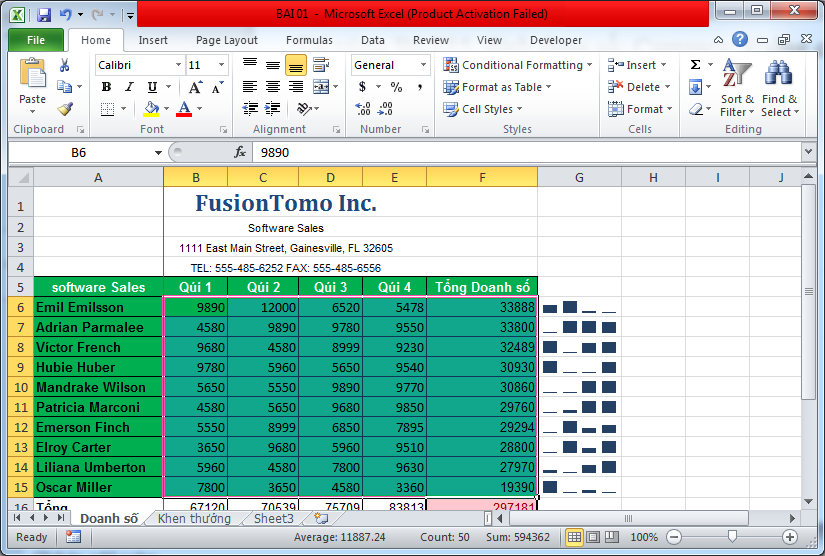 BAI 01 - Microsoft Excel (Product Activation Failed)
File Home Insert Page Layout Formulas Data Review View Developer
Calibri 11 General Conditional Formatting Insert
Paste B I U A A $ % , Format as Table Delete Sort & Filter Find & Select
Cell Styles Format
Clipboard Font Alignment Number Styles Cells Editing
B6 fx 9890
A B C D E F G H I J
1 FusionTomo Inc.
2 Software Sales
3 1111 East Main Street, Gainesville, FL 32605
4 TEL: 555-485-6252 FAX: 555-485-6556
5 software Sales Qúi 1 Qúi 2 Qúi 3 Qúi 4 Tổng Doanh số
6 Emil Emilsson 9890 12000 6520 5478 33888
7 Adrian Parmalee 4580 9890 9780 9550 33800
8 Víctor French 9680 4580 8999 9230 32489
9 Hubie Huber 9780 5960 5650 9540 30930
10 Mandrake Wilson 5650 5550 9890 9770 30860
11 Patricia Marconi 4580 5650 9680 9850 29760
12 Emerson Finch 5550 8999 6850 7895 29294
13 Elroy Carter 3650 9680 5960 9510 28800
14 Liliana Umberton 5960 4580 7800 9630 27970
15 Oscar Miller 7800 3650 4580 3360 19390
16 Tổng 67120 70539 75709 83813 297181
Doanh số Khen thưởng Sheet3
Ready Average: 11887.24 Count: 50 Sum: 594362 100%